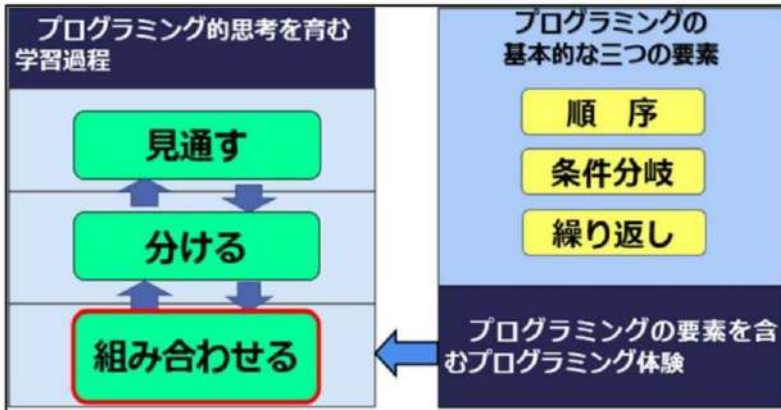 プログラミング的思考を育む
学習過程
見通す
分ける
組み合わせる
プログラミングの
基本的な三つの要素
順 序
条件分岐
繰り返し
プログラミングの要素を含
むプログラミング体験